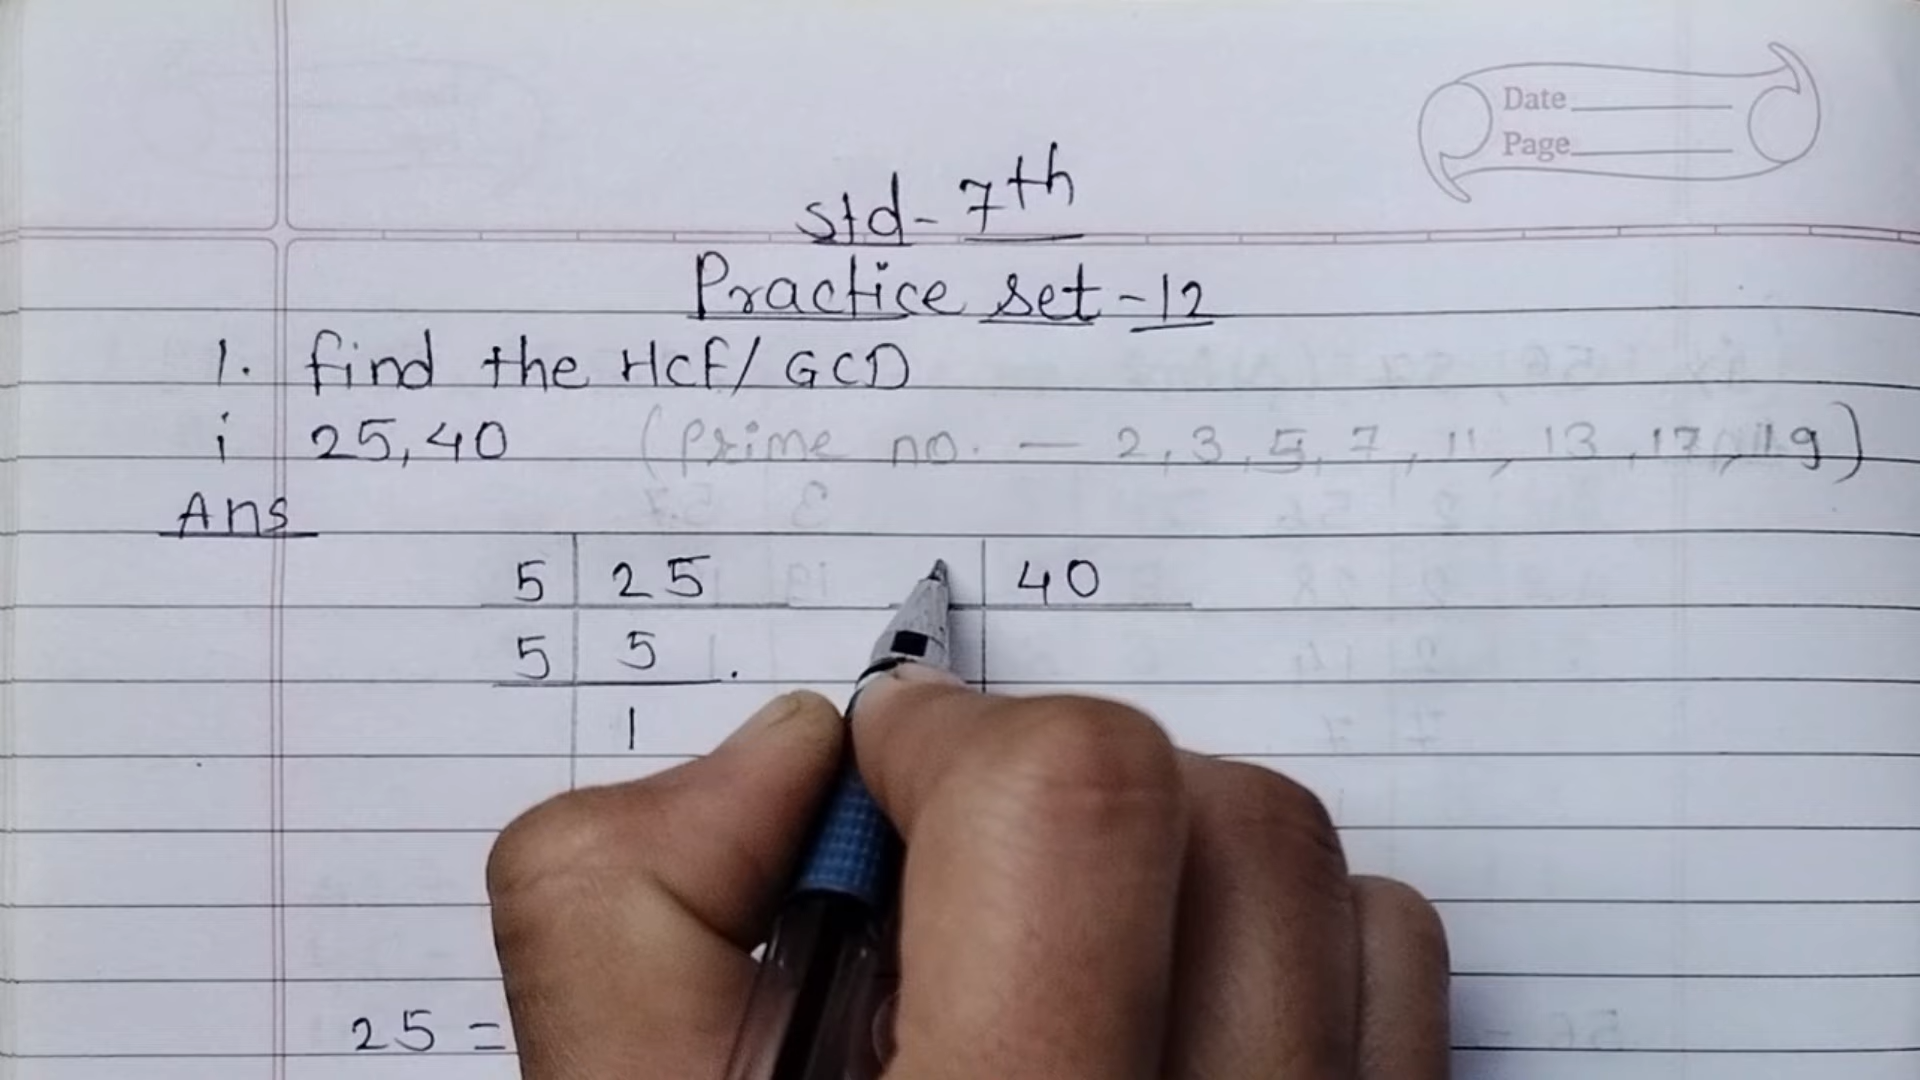 Date
Page
std - 7th
Practice set - 12
1. find the HCF/ GCD
i 25, 40 (prime no. — 2, 3, 5, 7, 11, 13, 17, 19)
Ans
5 25 40
5 5
1
25 =